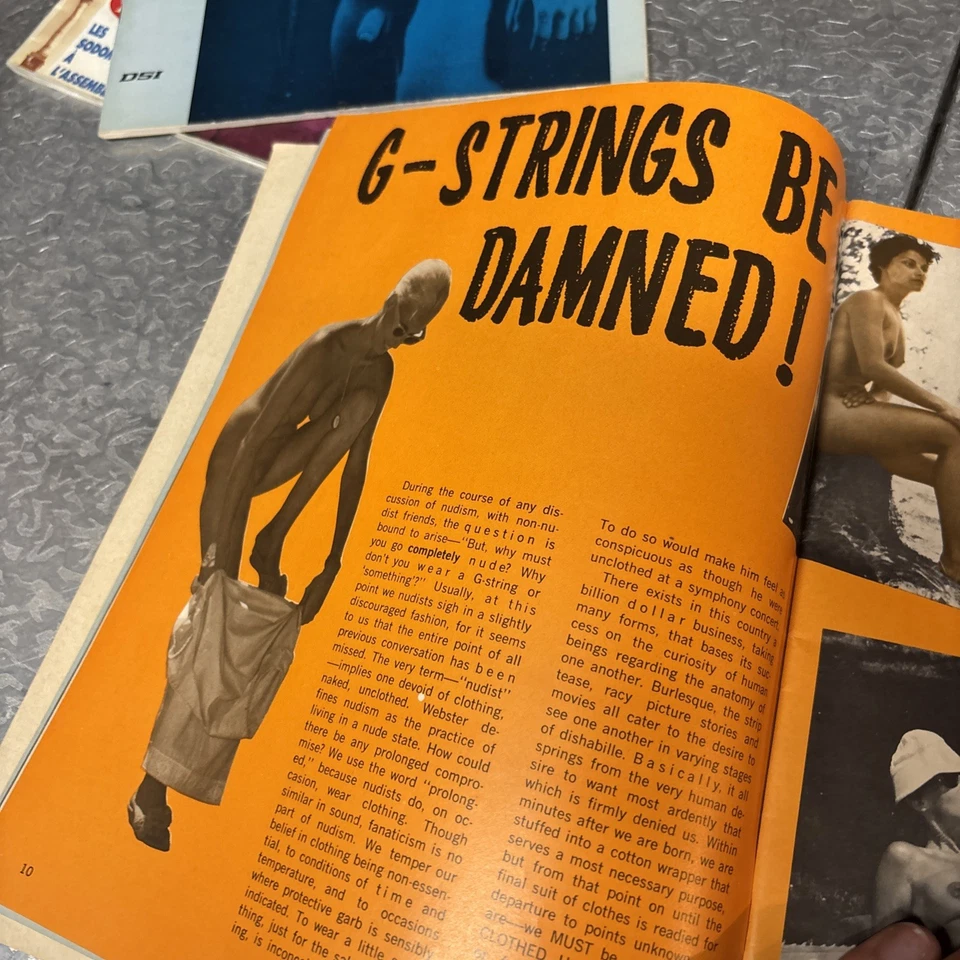 LES
SODOM
À
L'ASSEMB
DSI
G-STRINGS BE
DAMNED!
During the course of any dis-
cussion of nudism, with non-nu-
dist friends, the question is
bound to arise—"But, why must
you go completely nude? Why
don't you wear a G-string or
'something'?" Usually, at this
point we nudists sigh in a slightly
discouraged fashion, for it seems
to us that the entire point of all
previous conversation has been
missed. The very term—"nudist"
—implies one devoid of clothing,
naked, unclothed. Webster de-
fines nudism as the practice of
living in a nude state. How could
there be any prolonged compro-
mise? We use the word "prolong-
ed," because nudists do, on oc-
casion, wear clothing. Though
similar in sound, fanaticism is no
part of nudism. We temper our
belief in clothing being non-essen-
tial, to conditions of time and
temperature, and to occasions
where protective garb is sensibly
indicated. To wear a little
thing, just for the
ing, is
To do so would make him feel as
conspicuous as though he were
unclothed at a symphony concert.
There exists in this country a
billion dollar business, taking
many forms, that bases its suc-
cess on the curiosity of human
beings regarding the anatomy of
one another. Burlesque, the strip
tease, racy picture stories and
movies all cater to the desire to
see one another in varying stages
of dishabille. Basically, it all
springs from the very human de-
sire to want most ardently that
which is firmly denied us. Within
minutes after we are born, we are
stuffed into a cotton wrapper that
serves a most necessary purpose,
but from that point on until the
final suit of clothes is readied for
departure to points unknown
are—we MUST be
CLOTHED
10